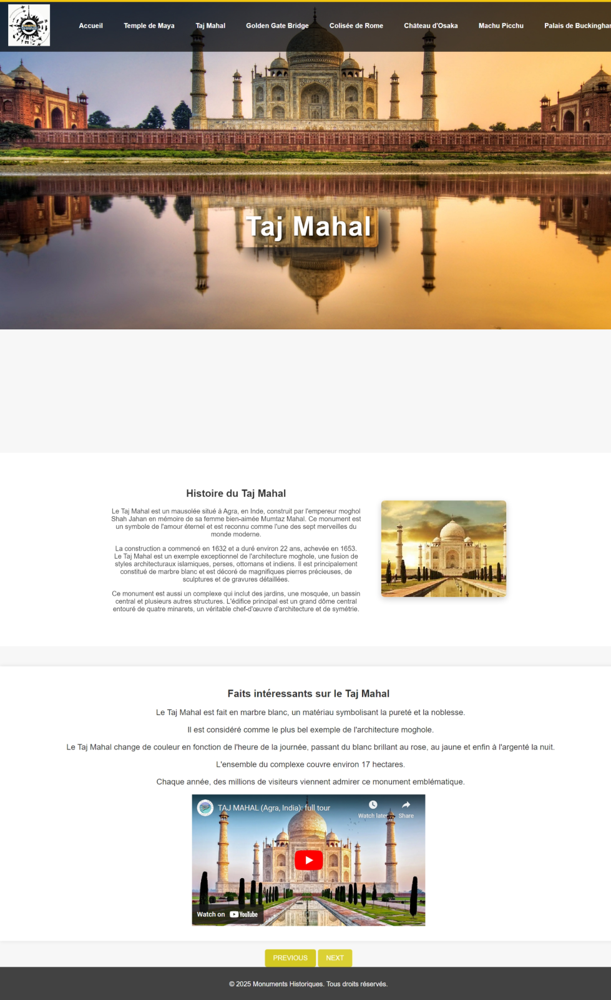 Accueil
Temple de Maya
Taj Mahal
Golden Gate Bridge
Colisée de Rome
Château d'Osaka
Machu Picchu
Palais de Buckingham
Taj Mahal
Histoire du Taj Mahal
Le Taj Mahal est un mausolée situé à Agra, en Inde, construit par l'empereur moghol
Shah Jahan en mémoire de sa femme bien-aimée Mumtaz Mahal. Ce monument est
un symbole de l'amour éternel et est reconnu comme l'une des sept merveilles du
monde moderne.
La construction a commencé en 1632 et a duré environ 22 ans, achevée en 1653.
Le Taj Mahal est un exemple exceptionnel de l'architecture moghole, une fusion de
styles architecturaux islamiques, perses, ottomans et indiens. Il est principalement
constitué de marbre blanc et est décoré de magnifiques pierres précieuses, de
sculptures et de gravures détaillées.
Ce monument est aussi un complexe qui inclut des jardins, une mosquée, un bassin
central et plusieurs autres structures. L'édifice principal est un grand dôme central
entouré de quatre minarets, un véritable chef-d'œuvre d'architecture et de symétrie.
Faits intéressants sur le Taj Mahal
Le Taj Mahal est fait en marbre blanc, un matériau symbolisant la pureté et la noblesse.
Il est considéré comme le plus bel exemple de l'architecture moghole.
Le Taj Mahal change de couleur en fonction de l'heure de la journée, passant du blanc brillant au rose, au jaune et enfin à l'argenté la nuit.
L'ensemble du complexe couvre environ 17 hectares.
Chaque année, des millions de visiteurs viennent admirer ce monument emblématique.
TAJ MAHAL (Agra, India): full tour
Watch later
Share
Watch on YouTube
PREVIOUS
NEXT
© 2025 Monuments Historiques. Tous droits réservés.